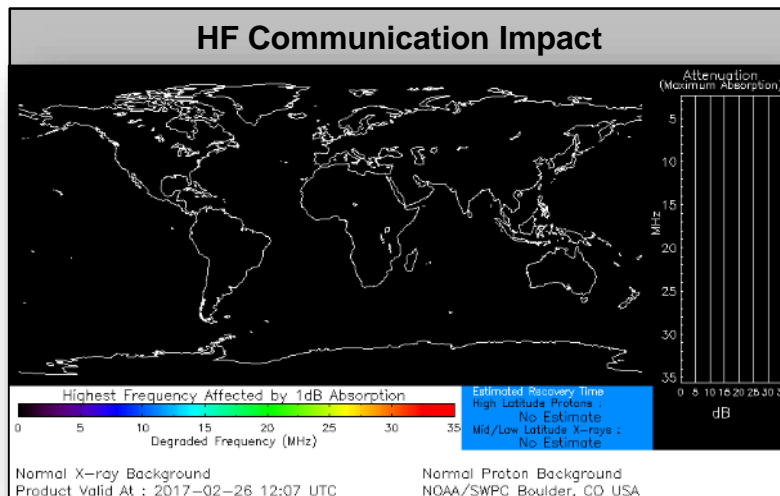 HF Communication Impact
Attenuation
(Maximum Absorption)
5
10
15
20
25
30
35
MHz
0 5 10 15 20 25 30 3
dB
Highest Frequency Affected by 1dB Absorption
0 5 10 15 20 25 30 35
Degraded Frequency (MHz)
Estimated Recovery Time
High Latitude Protons :
No Estimate
Mid/Low Latitude X-rays :
No Estimate
Normal X-ray Background
Normal Proton Background
Product Valid At : 2017-02-26 12:07 UTC
NOAA/SWPC Boulder, CO USA